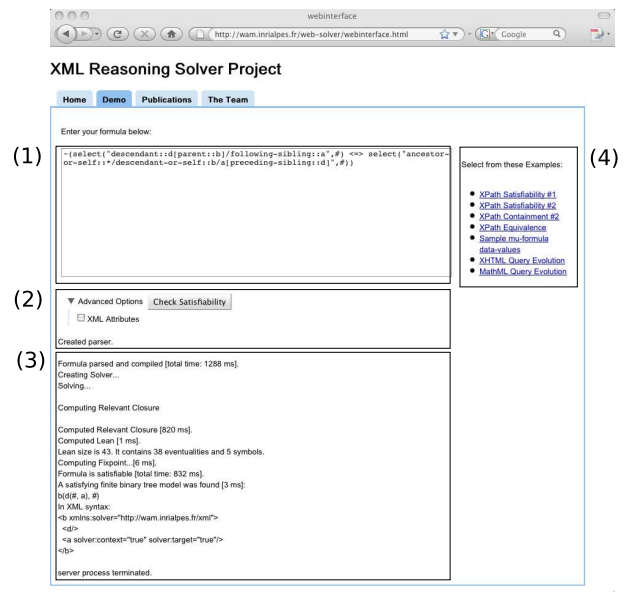 webinterface
http://wam.inrialpes.fr/web-solver/webinterface.html
Google
XML Reasoning Solver Project
Home Demo Publications The Team
Enter your formula below:
(1)
~(select("descendant::d[parent::b]/following-sibling::a",#) <=> select("ancestor-
or-self::*/descendant-or-self::b/a[preceding-sibling::d]",#))
(4)
Select from these Examples:
XPath Satisfiability #1
XPath Satisfiability #2
XPath Containment #2
XPath Equivalence
Sample mu-formula
data-values
XHTML Query Evolution
MathML Query Evolution
(2)
Advanced Options Check Satisfiability
XML Attributes
Created parser.
(3)
Formula parsed and compiled [total time: 1288 ms].
Creating Solver...
Solving...
Computing Relevant Closure
Computed Relevant Closure [820 ms].
Computed Lean [1 ms].
Lean size is 43. It contains 38 eventualities and 5 symbols.
Computing Fixpoint...[6 ms].
Formula is satisfiable [total time: 832 ms].
A satisfying finite binary tree model was found [3 ms]:
b(d(#, a), #)
In XML syntax:
<b xmlns:solver="http://wam.inrialpes.fr/xml">
<d/>
<a solver:context="true" solver:target="true"/>
</b>
server process terminated.